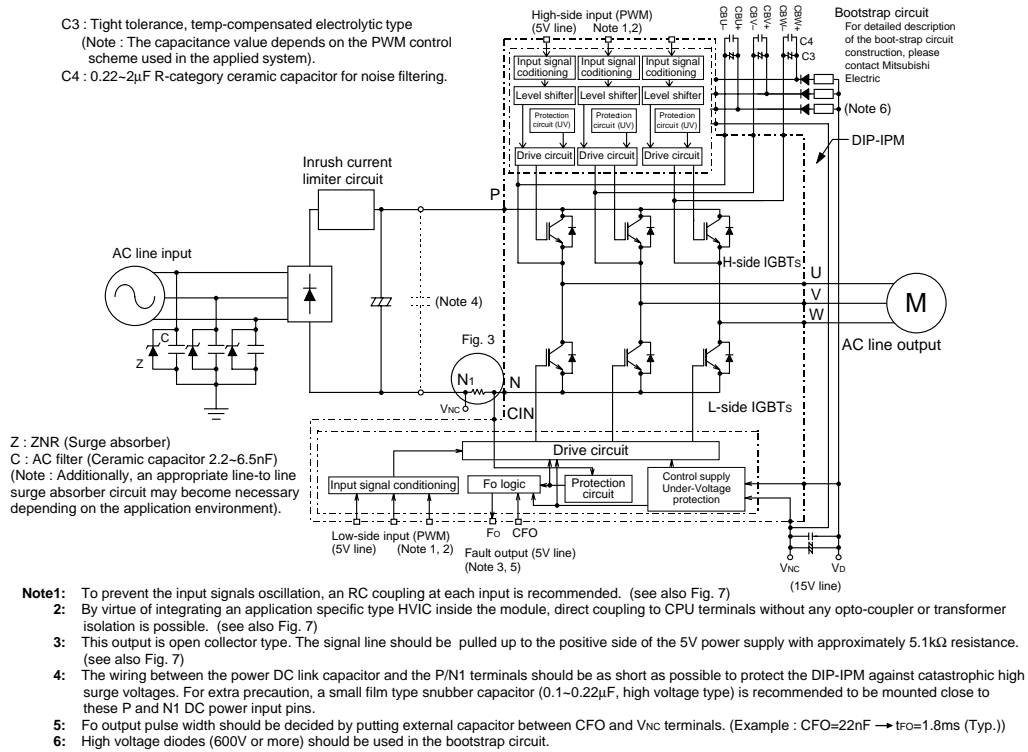 C3 : Tight tolerance, temp-compensated electrolytic type
(Note : The capacitance value depends on the PWM control
scheme used in the applied system).
C4 : 0.22~2µF R-category ceramic capacitor for noise filtering.
High-side input (PWM)
(5V line) Note 1,2)
CBU–
CBU+
CBV–
CBV+
CBW–
CBW+
C4
C3
Bootstrap circuit
For detailed description
of the boot-strap circuit
construction, please
contact Mitsubishi
Electric
(Note 6)
DIP-IPM
Input signal coditioning
Input signal coditioning
Input signal coditioning
Level shifter
Level shifter
Level shifter
Protection circuit (UV)
Protection circuit (UV)
Protection circuit (UV)
Drive circuit
Drive circuit
Drive circuit
Inrush current
limiter circuit
P
AC line input
H-side IGBTs
U
V
W
M
AC line output
(Note 4)
C
Z
Fig. 3
N1
N
VNC
CIN
L-side IGBTs
Z : ZNR (Surge absorber)
C : AC filter (Ceramic capacitor 2.2~6.5nF)
(Note : Additionally, an appropriate line-to line
surge absorber circuit may become necessary
depending on the application environment).
Drive circuit
Input signal conditioning
Fo logic
Protection
circuit
Control supply
Under-Voltage
protection
Low-side input (PWM)
(5V line) (Note 1, 2)
FO
CFO
Fault output (5V line)
(Note 3, 5)
VNC
VD
(15V line)
Note1: To prevent the input signals oscillation, an RC coupling at each input is recommended. (see also Fig. 7)
2: By virtue of integrating an application specific type HVIC inside the module, direct coupling to CPU terminals without any opto-coupler or transformer
isolation is possible. (see also Fig. 7)
3: This output is open collector type. The signal line should be pulled up to the positive side of the 5V power supply with approximately 5.1kΩ resistance.
(see also Fig. 7)
4: The wiring between the power DC link capacitor and the P/N1 terminals should be as short as possible to protect the DIP-IPM against catastrophic high
surge voltages. For extra precaution, a small film type snubber capacitor (0.1~0.22µF, high voltage type) is recommended to be mounted close to
these P and N1 DC power input pins.
5: Fo output pulse width should be decided by putting external capacitor between CFO and VNC terminals. (Example : CFO=22nF → tFO=1.8ms (Typ.))
6: High voltage diodes (600V or more) should be used in the bootstrap circuit.